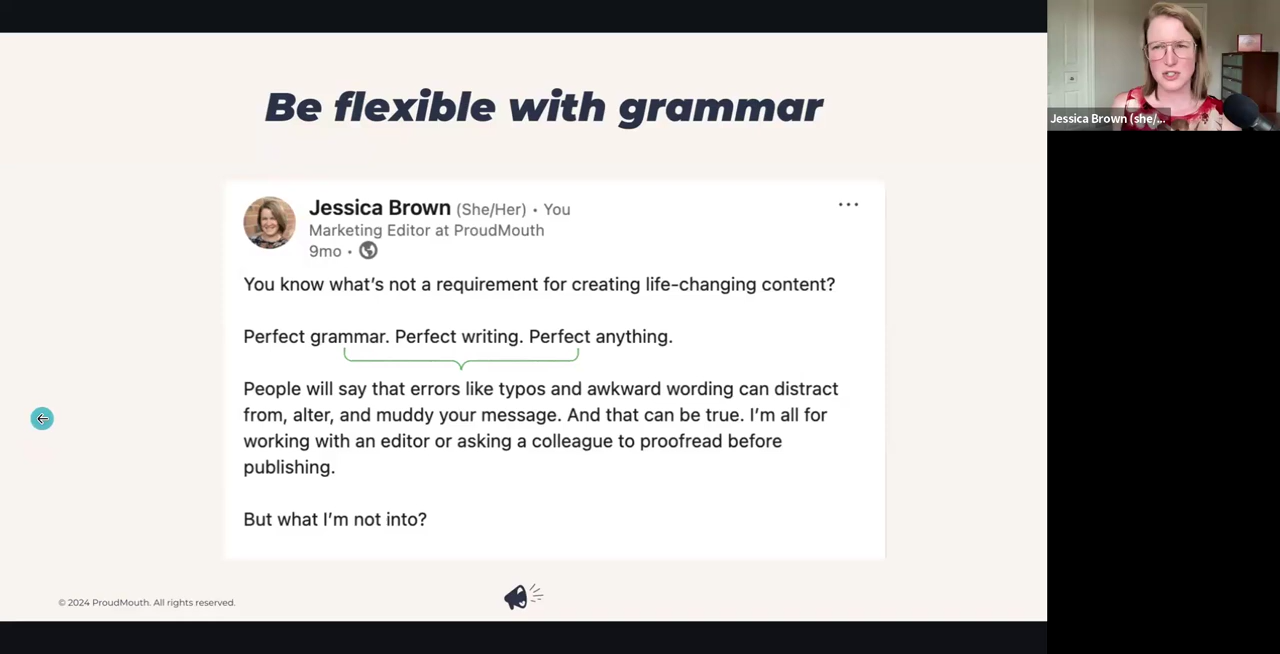 Be flexible with grammar
Jessica Brown (She/Her) • You
Marketing Editor at ProudMouth
9mo •
You know what’s not a requirement for creating life-changing content?
Perfect grammar. Perfect writing. Perfect anything.
People will say that errors like typos and awkward wording can distract
from, alter, and muddy your message. And that can be true. I’m all for
working with an editor or asking a colleague to proofread before
publishing.
But what I’m not into?
© 2024 ProudMouth. All rights reserved.
Jessica Brown (she/...